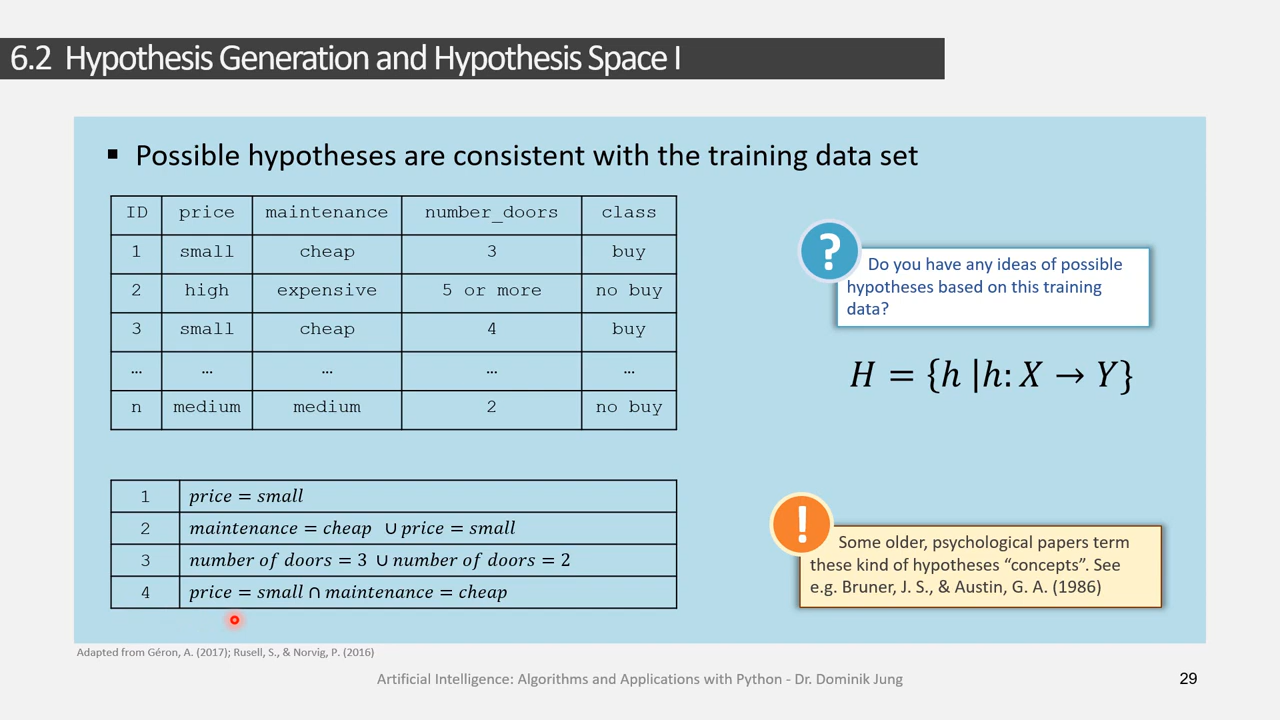 6.2 Hypothesis Generation and Hypothesis Space I
▪ Possible hypotheses are consistent with the training data set
ID price maintenance number_doors class
1 small cheap 3 buy
2 high expensive 5 or more no buy
3 small cheap 4 buy
… … … … …
n medium medium 2 no buy
?
Do you have any ideas of possible
hypotheses based on this training
data?
H = {h |h: X → Y}
1 price = small
2 maintenance = cheap ∪ price = small
3 number of doors = 3 ∪ number of doors = 2
4 price = small ∩ maintenance = cheap
!
Some older, psychological papers term
these kind of hypotheses “concepts”. See
e.g. Bruner, J. S., & Austin, G. A. (1986)
Adapted from Géron, A. (2017); Rusell, S., & Norvig, P. (2016)
Artificial Intelligence: Algorithms and Applications with Python - Dr. Dominik Jung
29